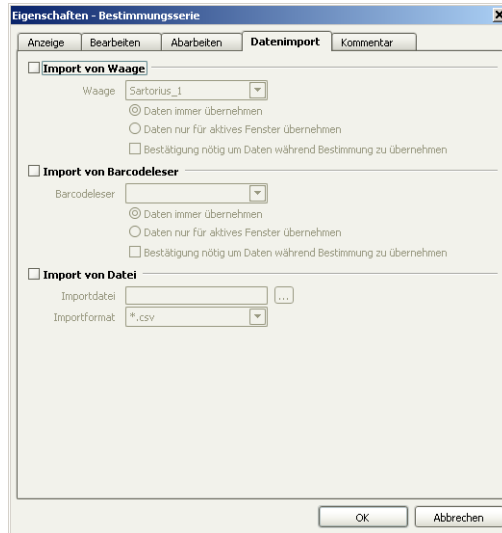 Eigenschaften - Bestimmungsserie
Anzeige Bearbeiten Abarbeiten Datenimport Kommentar
Import von Waage
Waage Sartorius_1
Daten immer übernehmen
Daten nur für aktives Fenster übernehmen
Bestätigung nötig um Daten während Bestimmung zu übernehmen
Import von Barcodeleser
Barcodeleser
Daten immer übernehmen
Daten nur für aktives Fenster übernehmen
Bestätigung nötig um Daten während Bestimmung zu übernehmen
Import von Datei
Importdatei ...
Importformat *.csv
OK Abbrechen